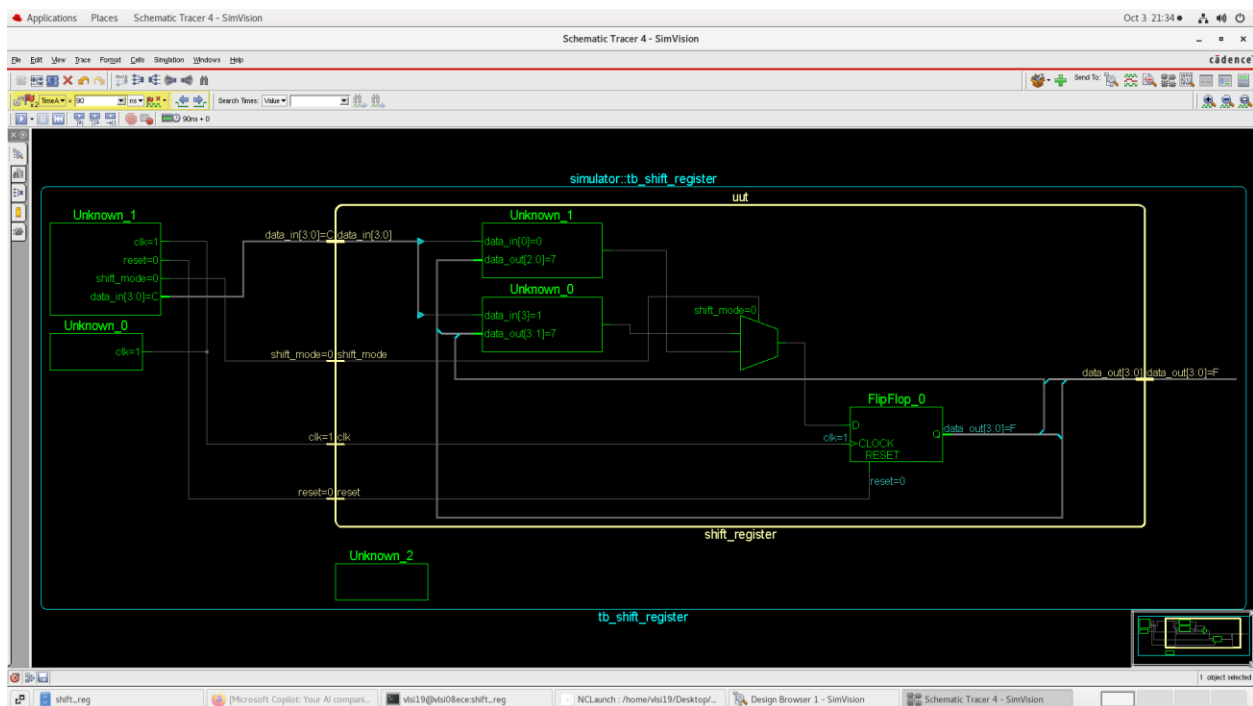 Applications Places Schematic Tracer 4 - SimVision Oct 3 21:34
Schematic Tracer 4 - SimVision
File Edit View Trace Format Cels Simulation Windows Help cādence
Send To:
TimeA = 90 ns Search Times: Value
90ns + 0
simulator::tb_shift_register
uut
Unknown_1
clk=1
reset=0
shift_mode=0
data_in[3:0]=C
Unknown_0
clk=1
data_in[3:0]=C data_in[3:0]
Unknown_1
data_in[0]=0
data_out[2:0]=7
Unknown_0
data_in[3]=1
data_out[3:1]=7
shift_mode=0
shift_mode=0 shift_mode
data_out[3:0] data_out[3:0]=F
FlipFlop_0
D
clk=1 CLOCK
RESET
Q data_out[3:0]=F
clk=1 clk
reset=0
reset=0 reset
shift_register
Unknown_2
tb_shift_register
1 object selected
shift_reg [Microsoft Copilot: Your AI compani... vlsi19@vlsi08ece:shift_reg NCLaunch : /home/vlsi19/Desktop/... Design Browser 1 - SimVision Schematic Tracer 4 - SimVision